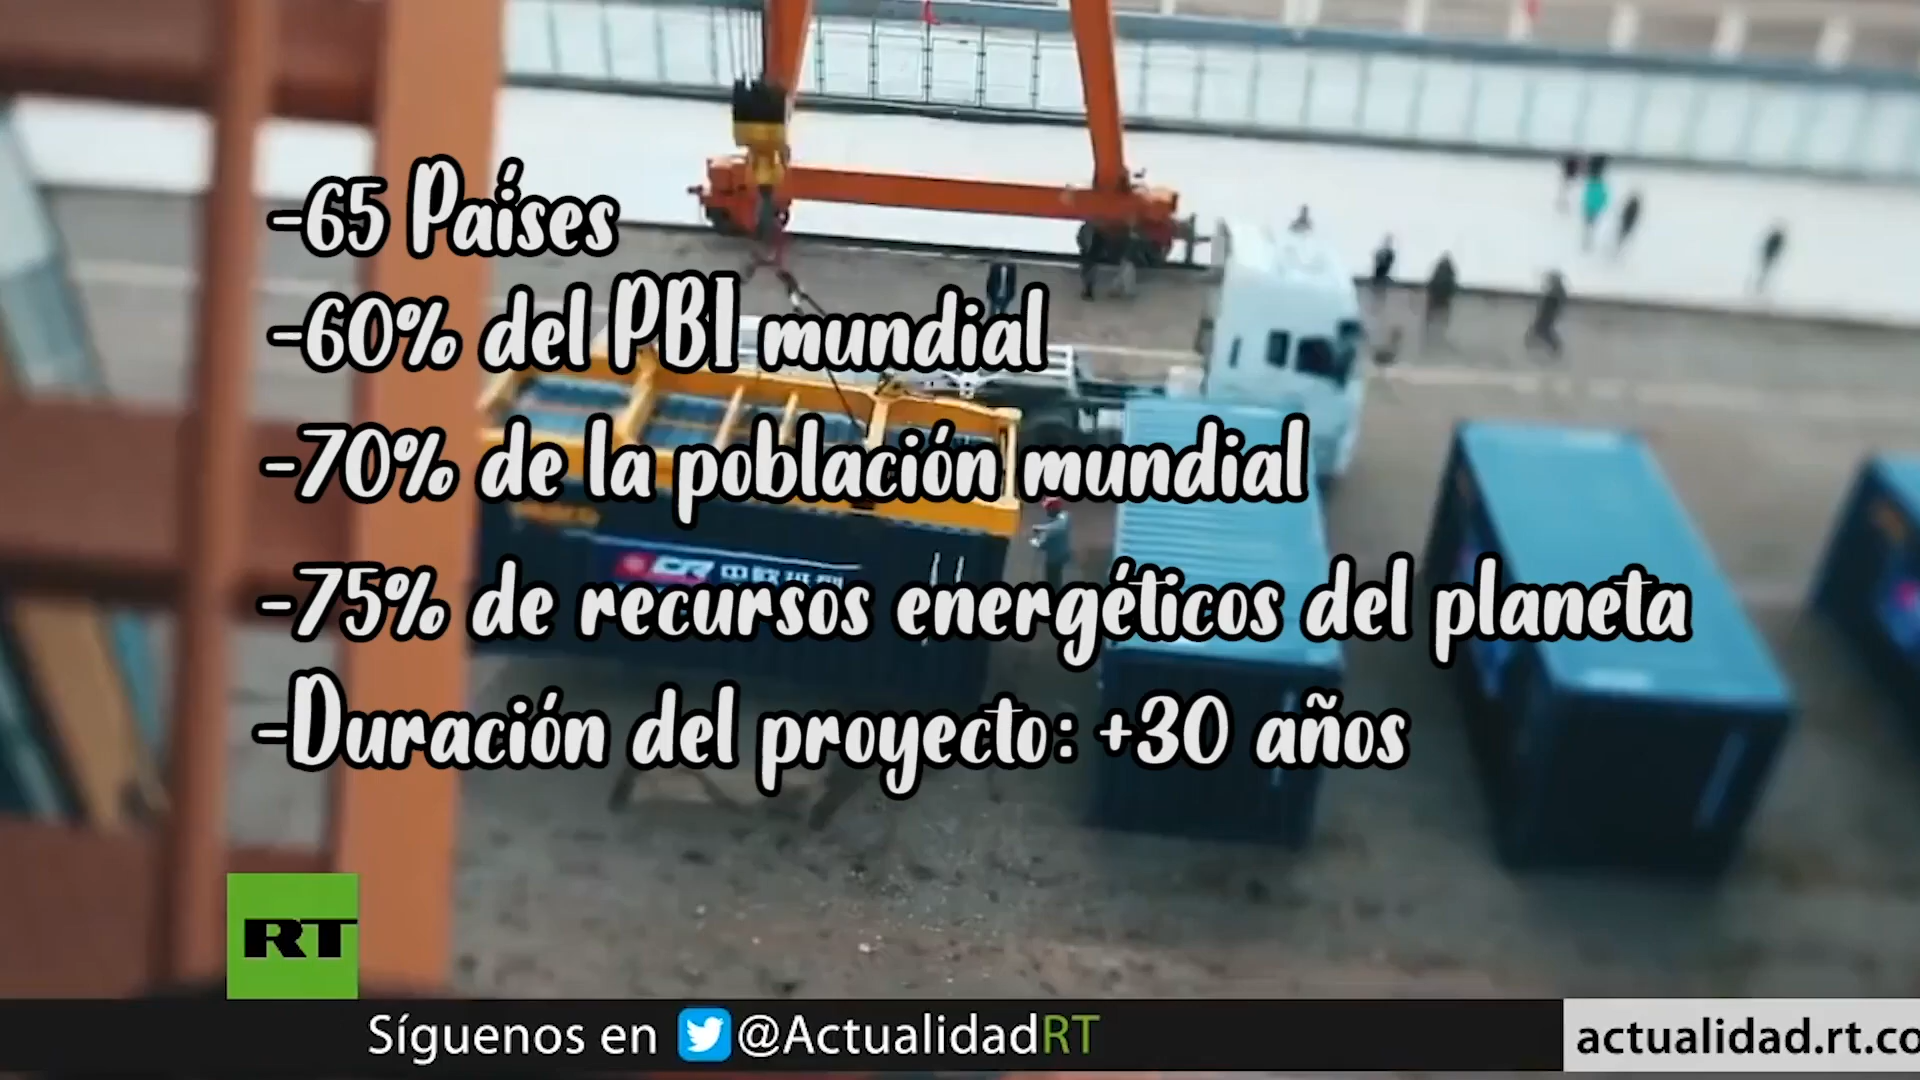 -65 Países
-60% del PBI mundial
-70% de la población mundial
-75% de recursos energéticos del planeta
-Duración del proyecto: +30 años
RT
Síguenos en @ActualidadRT
actualidad.rt.co